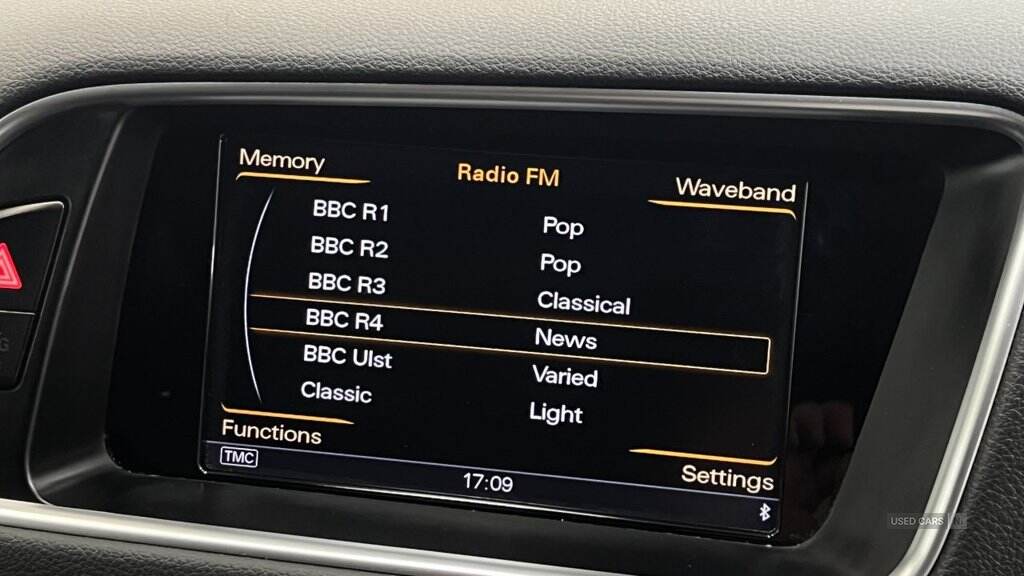 Memory
Radio FM
Waveband
BBC R1 Pop
BBC R2 Pop
BBC R3 Classical
BBC R4 News
BBC Ulst Varied
Classic Light
Functions
Settings
TMC
17:09
USED CARS NI